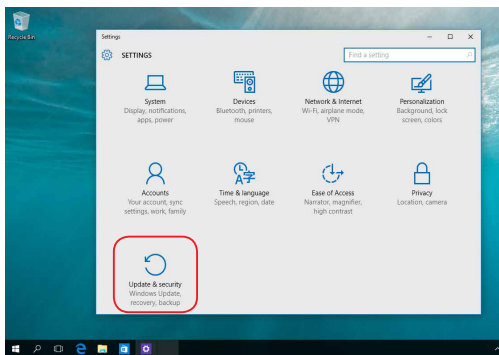 Recycle Bin
Settings
SETTINGS
Find a setting
System
Display, notifications,
apps, power
Devices
Bluetooth, printers,
mouse
Network & Internet
Wi-Fi, airplane mode,
VPN
Personalization
Background, lock
screen, colors
Accounts
Your account, sync
settings, work, family
Time & language
Speech, region, date
Ease of Access
Narrator, magnifier,
high contrast
Privacy
Location, camera
Update & security
Windows Update,
recovery, backup